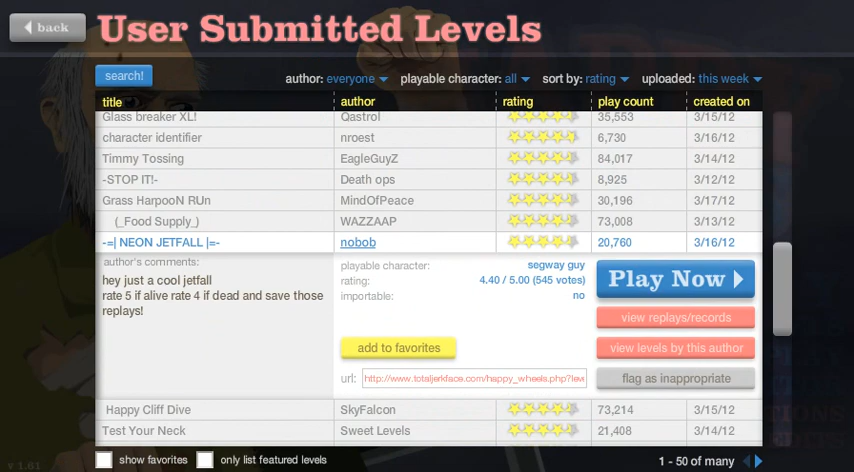 back
User Submitted Levels
search!
author: everyone playable character: all sort by: rating uploaded: this week
title author rating play count created on
Glass breaker XL! Qastrol 35,553 3/15/12
character identifier nroest 6,730 3/16/12
Timmy Tossing EagleGuyZ 84,017 3/14/12
-STOP IT!- Death ops 8,925 3/12/12
Grass HarpooN RUn MindOfPeace 30,196 3/17/12
(_Food Supply_) WAZZAAP 73,008 3/13/12
-=| NEON JETFALL |=- nobob 20,760 3/16/12
author's comments:
hey just a cool jetfall
rate 5 if alive rate 4 if dead and save those
replays!
playable character: segway guy
rating: 4.40 / 5.00 (545 votes)
importable: no
add to favorites
url: http://www.totaljerkface.com/happy_wheels.php?lev
Play Now
view replays/records
view levels by this author
flag as inappropriate
Happy Cliff Dive SkyFalcon 73,214 3/15/12
Test Your Neck Sweet Levels 21,408 3/14/12
show favorites only list featured levels 1 - 50 of many
v 1.61